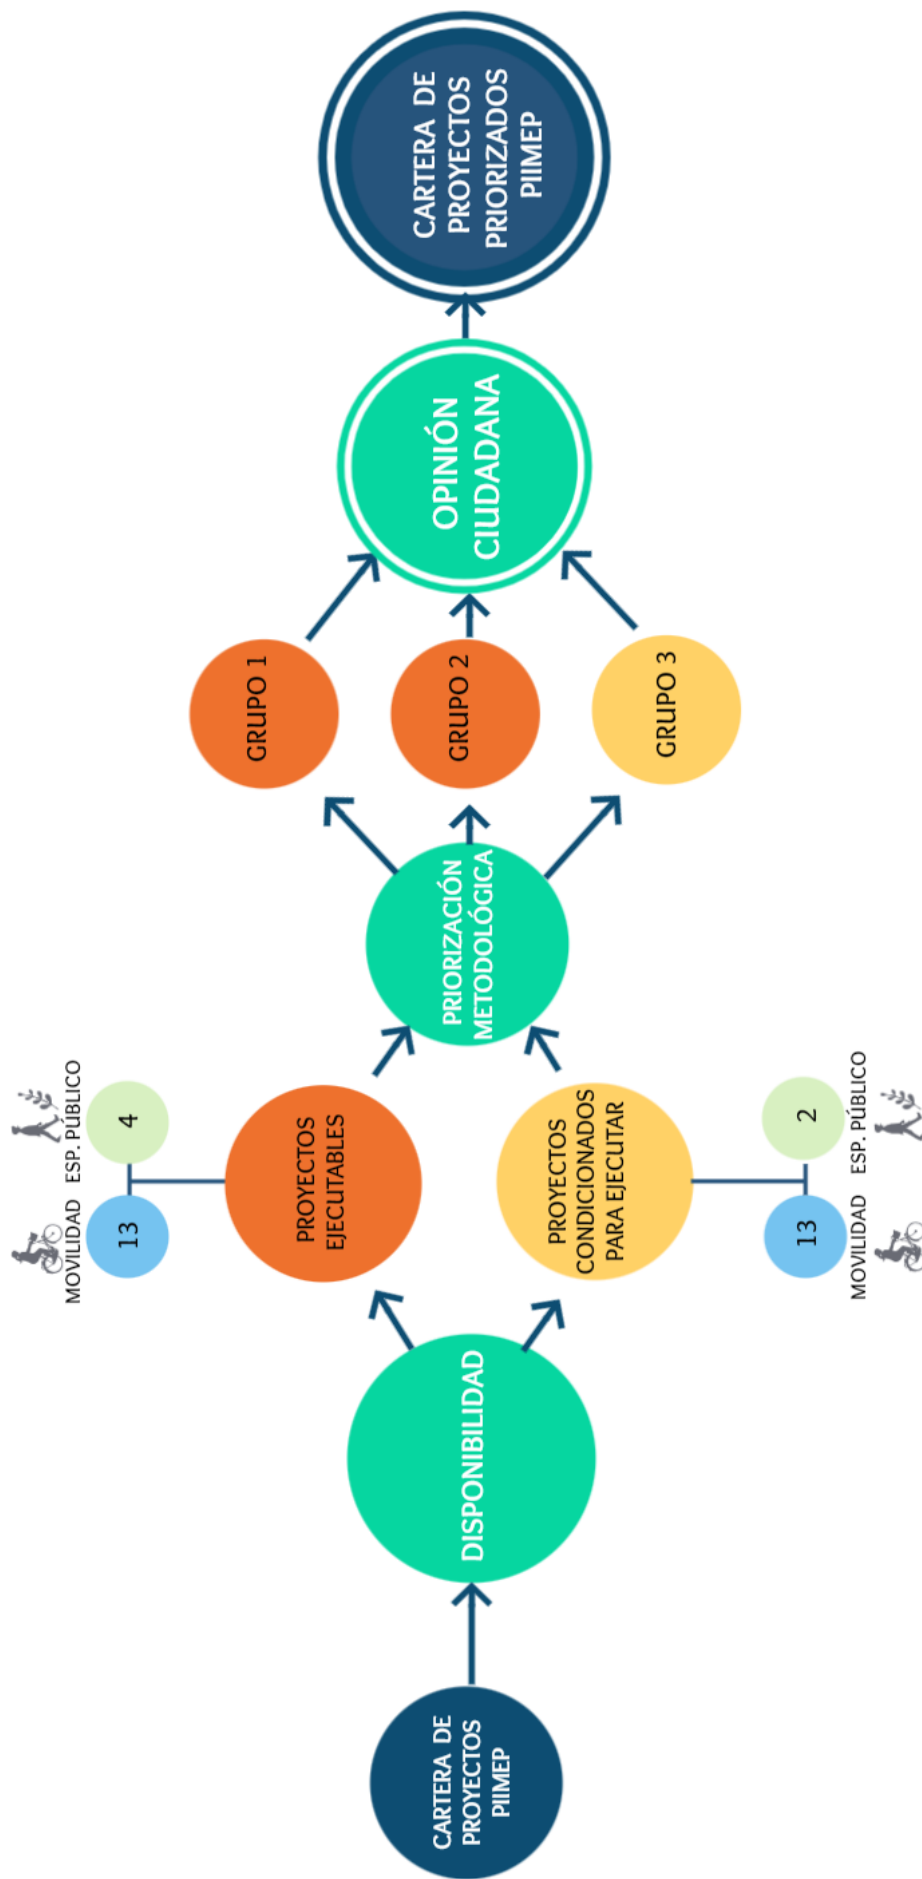 CARTERA DE
PROYECTOS
PIIMEP
DISPONIBILIDAD
MOVILIDAD
ESP. PÚBLICO
13
4
PROYECTOS
EJECUTABLES
PROYECTOS
CONDICIONADOS
PARA EJECUTAR
13
2
MOVILIDAD
ESP. PÚBLICO
PRIORIZACIÓN
METODOLÓGICA
GRUPO 1
GRUPO 2
GRUPO 3
OPINIÓN
CIUDADANA
CARTERA DE
PROYECTOS
PRIORIZADOS
PIIMEP